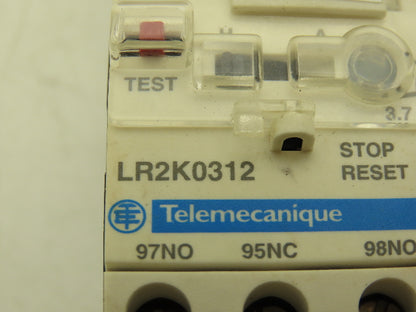 H A
TEST
3.7
LR2K0312
STOP
RESET
Telemecanique
97NO 95NC 98NO